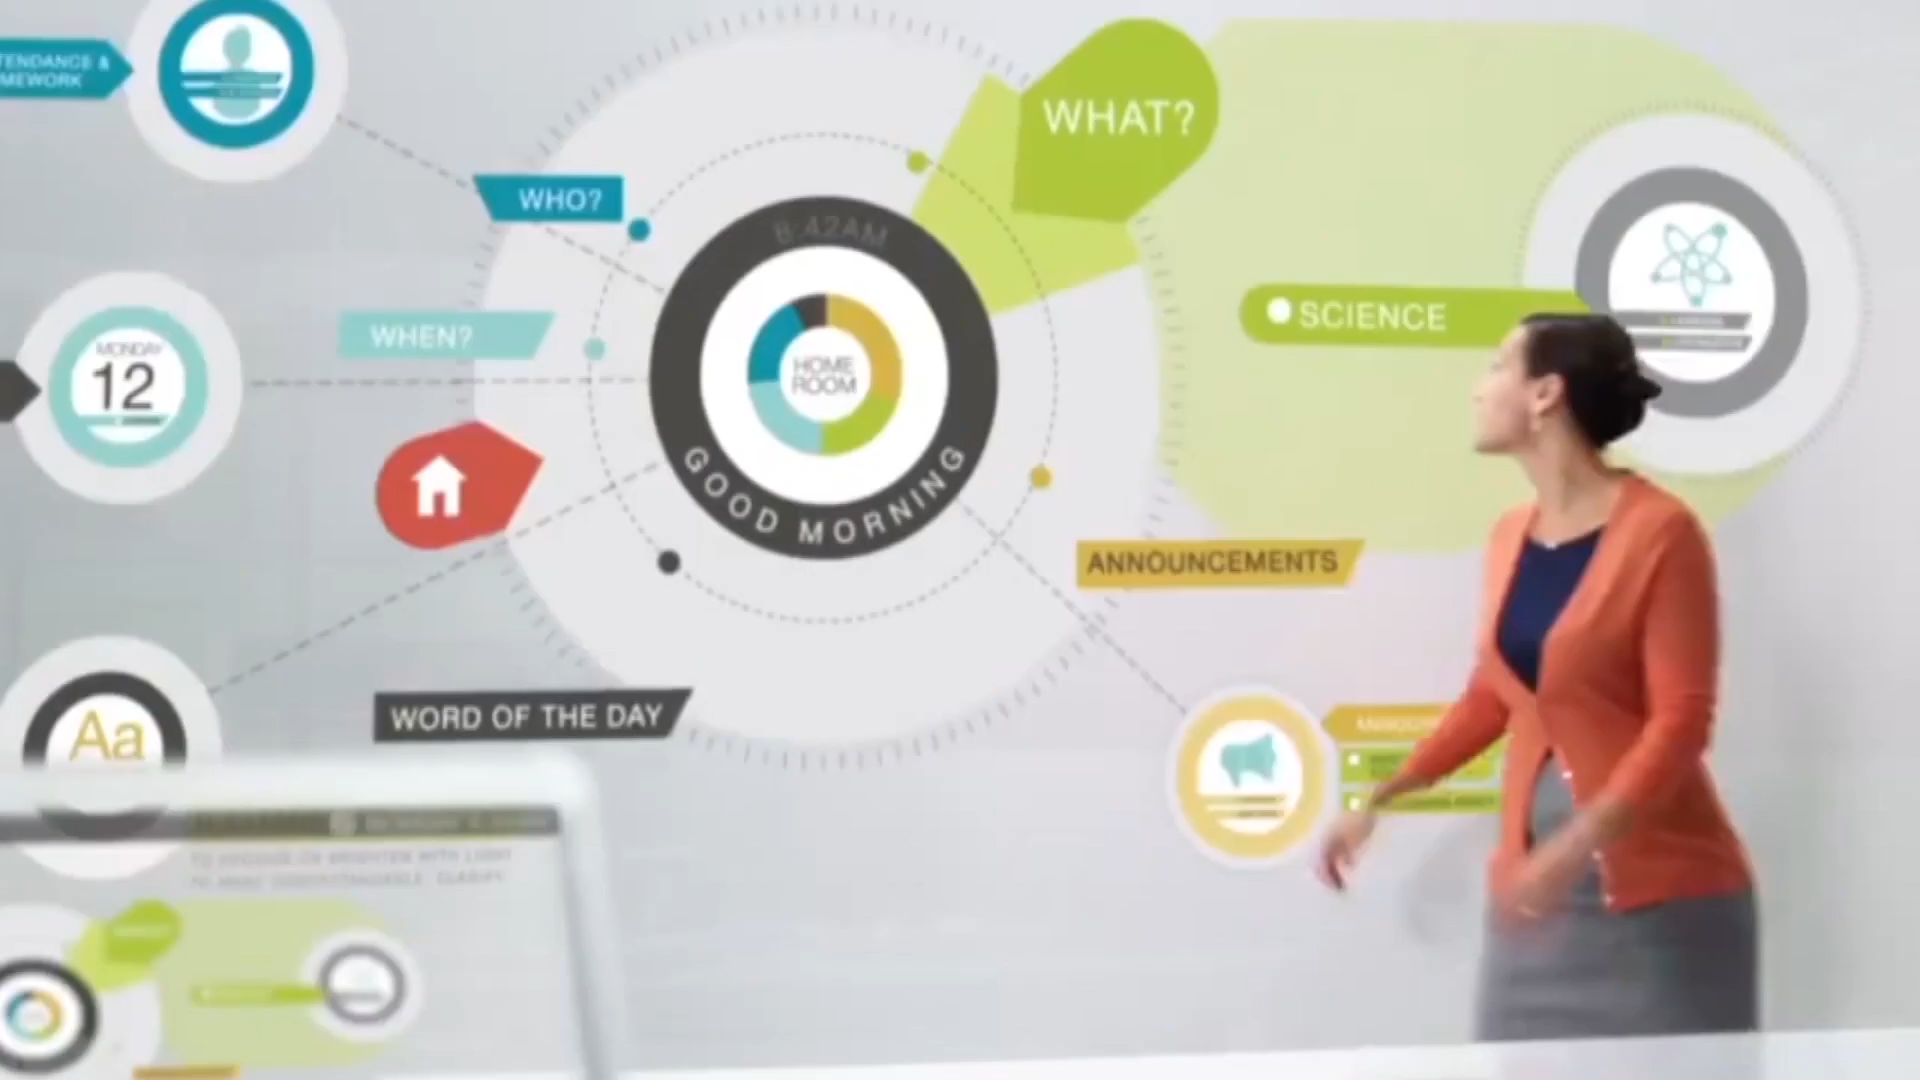 TENDANCE &
MEWORK
WHAT?
WHO?
8:42AM
SCIENCE
WHEN?
MONDAY
12
HOME
ROOM
GOOD MORNING
ANNOUNCEMENTS
WORD OF THE DAY
Aa